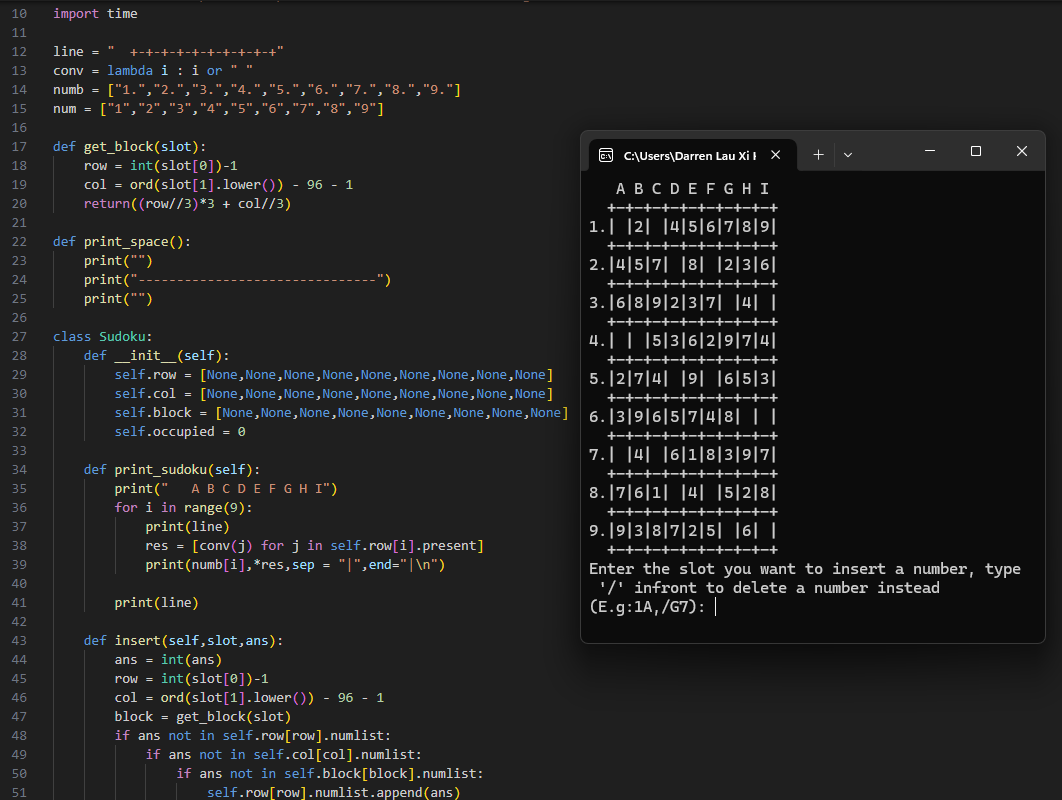 10 import time
11
12 line = "  +-+-+-+-+-+-+-+-+-+"
13 conv = lambda i : i or " "
14 numb = ["1.","2.","3.","4.","5.","6.","7.","8.","9."]
15 num = ["1","2","3","4","5","6","7","8","9"]
16
17 def get_block(slot):
18     row = int(slot[0])-1
19     col = ord(slot[1].lower()) - 96 - 1
20     return((row//3)*3 + col//3)
21
22 def print_space():
23     print("")
24     print("-------------------------------")
25     print("")
26
27 class Sudoku:
28     def __init__(self):
29         self.row = [None,None,None,None,None,None,None,None,None]
30         self.col = [None,None,None,None,None,None,None,None,None]
31         self.block = [None,None,None,None,None,None,None,None,None]
32         self.occupied = 0
33
34     def print_sudoku(self):
35         print("   A B C D E F G H I")
36         for i in range(9):
37             print(line)
38             res = [conv(j) for j in self.row[i].present]
39             print(numb[i],*res,sep = "|",end="|\n")
40
41         print(line)
42
43     def insert(self,slot,ans):
44         ans = int(ans)
45         row = int(slot[0])-1
46         col = ord(slot[1].lower()) - 96 - 1
47         block = get_block(slot)
48         if ans not in self.row[row].numlist:
49             if ans not in self.col[col].numlist:
50                 if ans not in self.block[block].numlist:
51                     self.row[row].numlist.append(ans)
C:\Users\Darren Lau Xi
   A B C D E F G H I
  +-+-+-+-+-+-+-+-+-+
1.| |2| |4|5|6|7|8|9|
  +-+-+-+-+-+-+-+-+-+
2.|4|5|7| |8| |2|3|6|
  +-+-+-+-+-+-+-+-+-+
3.|6|8|9|2|3|7| |4| |
  +-+-+-+-+-+-+-+-+-+
4.| | |5|3|6|2|9|7|4|
  +-+-+-+-+-+-+-+-+-+
5.|2|7|4| |9| |6|5|3|
  +-+-+-+-+-+-+-+-+-+
6.|3|9|6|5|7|4|8| | |
  +-+-+-+-+-+-+-+-+-+
7.| |4| |6|1|8|3|9|7|
  +-+-+-+-+-+-+-+-+-+
8.|7|6|1| |4| |5|2|8|
  +-+-+-+-+-+-+-+-+-+
9.|9|3|8|7|2|5| |6| |
  +-+-+-+-+-+-+-+-+-+
Enter the slot you want to insert a number, type
 '/' infront to delete a number instead
(E.g:1A,/G7):